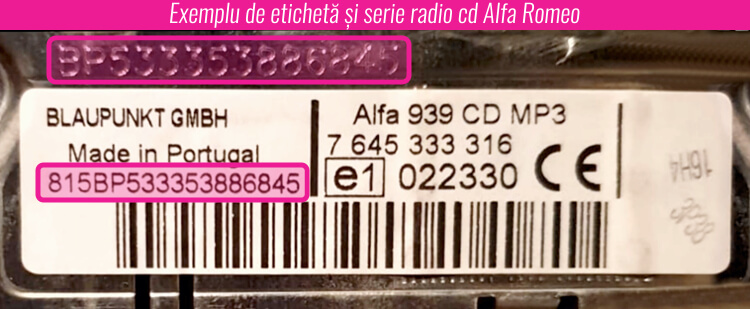 Exemplu de etichetă și serie radio cd Alfa Romeo
BP533353886845
BLAUPUNKT GMBH
Made in Portugal
815BP533353886845
Alfa 939 CD MP3
7 645 333 316
e1 022330 CE
16H4